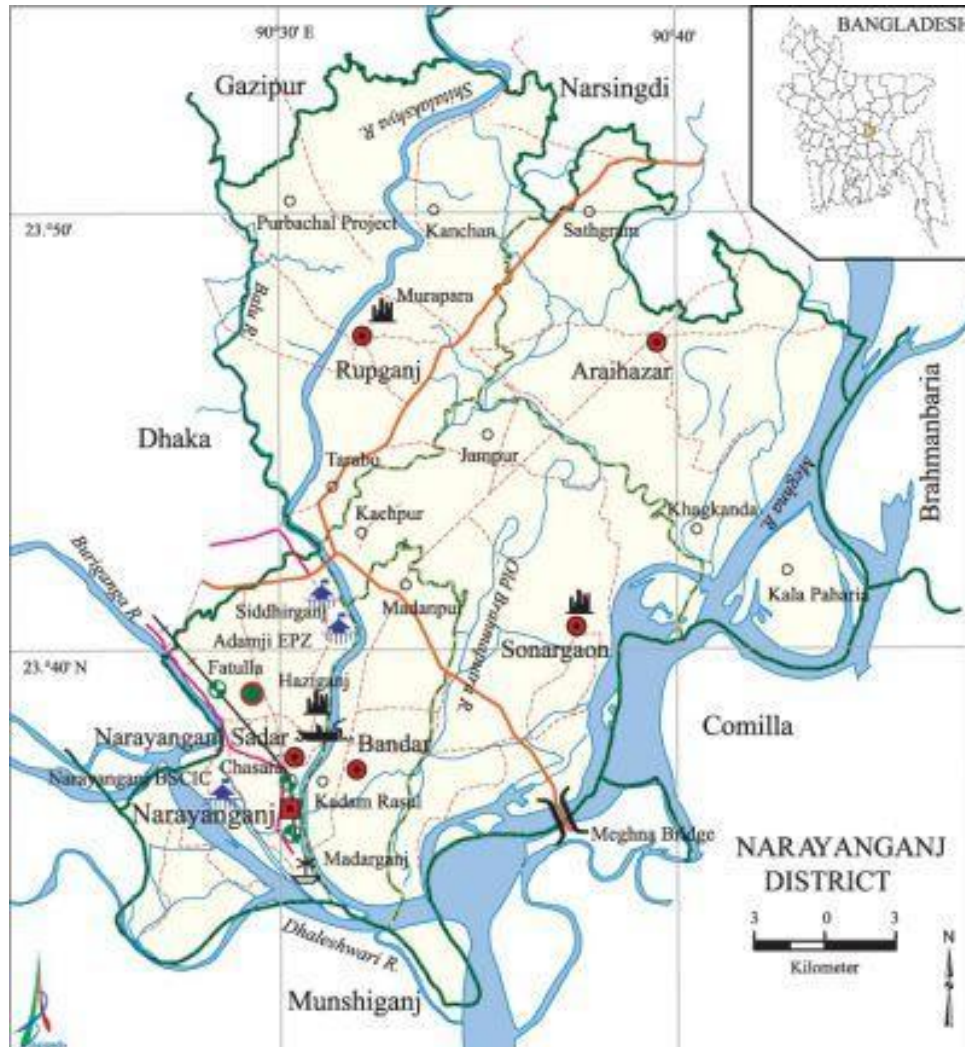 90°30' E
90°40'
BANGLADESH
Gazipur
Narsingdi
Shitalakshya R.
Purbachal Project
Kanchan
Sathgram
23.°50'
Balu R.
Murapara
Rupganj
Araihazar
Dhaka
Brahmanbaria
Jampur
Tarabu
Meghna R.
Khagkanda
Kachpur
Buriganga R.
Kala Paharia
Madanpur
Old Brahmaputra R.
Siddhirganj
Adamji EPZ
Sonargaon
23.°40' N
Fatulla
Haziganj
Comilla
Narayanganj Sadar
Bandar
Narayanganj BSCIC
Chasara
Kadam Rasul
Narayanganj
Meghna Bridge
Madarganj
NARAYANGANJ
DISTRICT
3 0 3
Kilometer
N
Dhaleshwari R.
Munshiganj